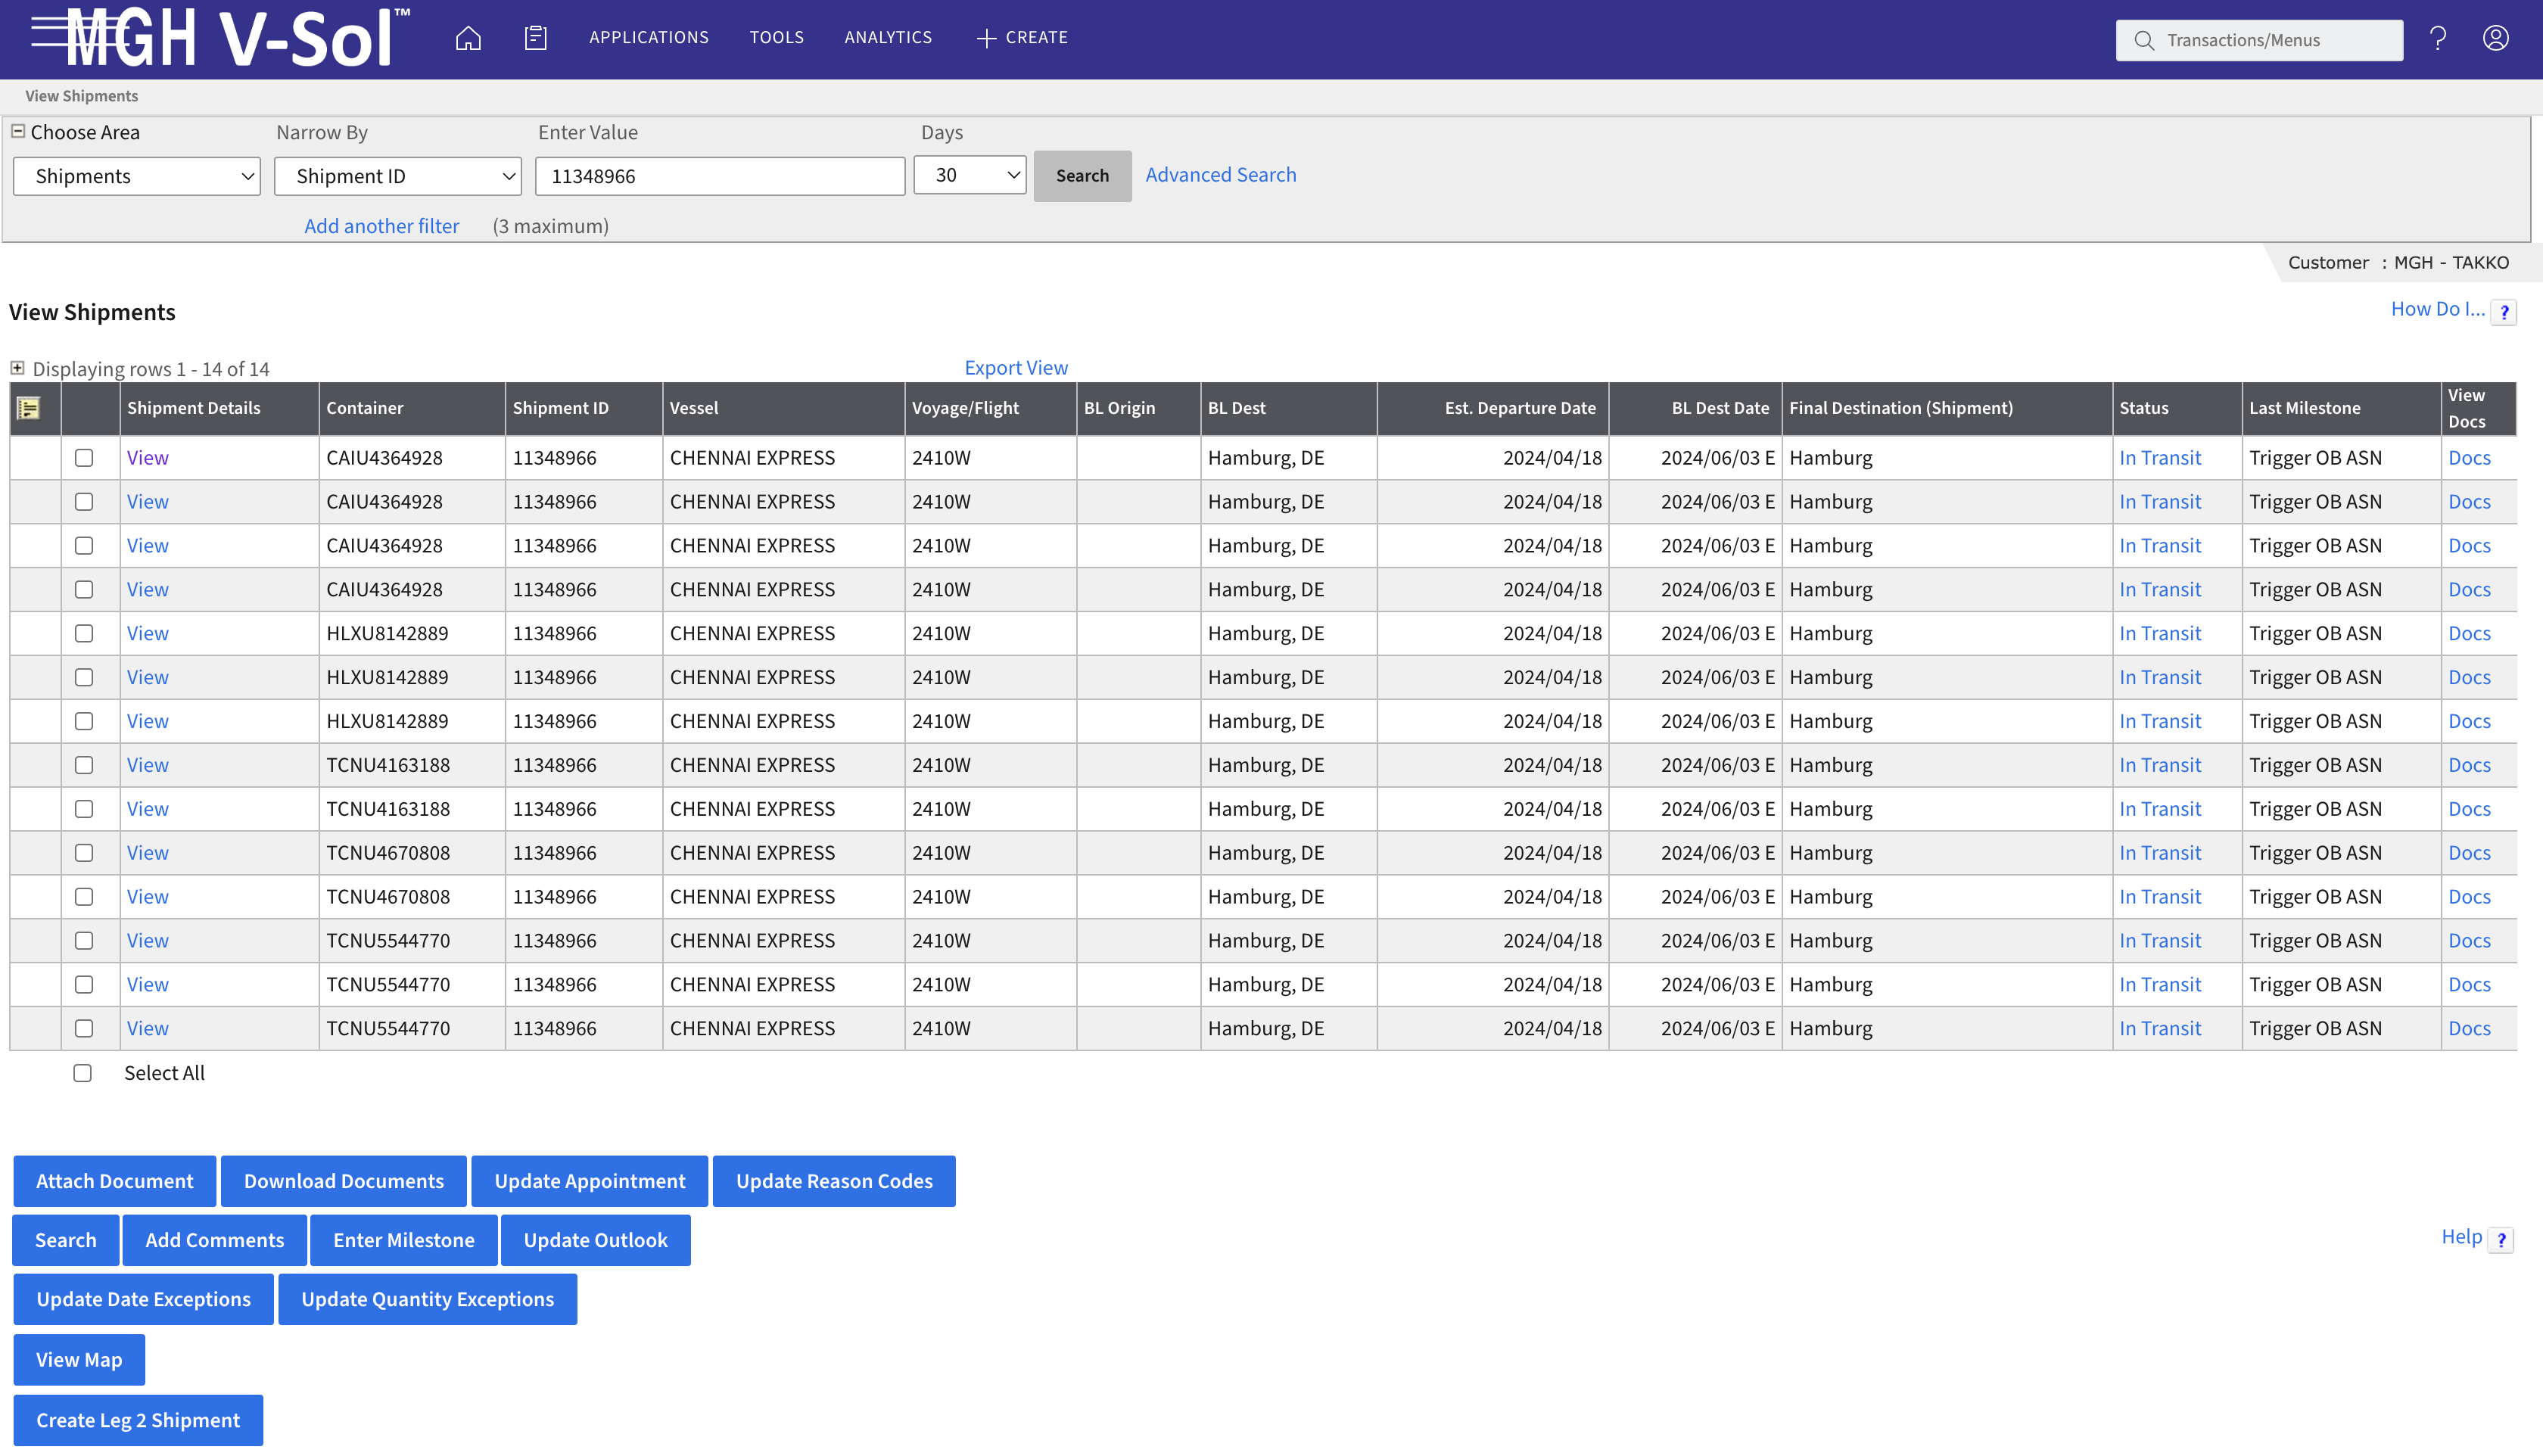 MGH V-Sol™ APPLICATIONS TOOLS ANALYTICS + CREATE Transactions/Menus ?
View Shipments
Choose Area Narrow By Enter Value Days
Shipments Shipment ID 11348966 30 Search Advanced Search
Add another filter (3 maximum)
Customer : MGH - TAKKO
View Shipments How Do I... ?
Displaying rows 1 - 14 of 14 Export View
Shipment Details Container Shipment ID Vessel Voyage/Flight BL Origin BL Dest Est. Departure Date BL Dest Date Final Destination (Shipment) Status Last Milestone View Docs
View CAIU4364928 11348966 CHENNAI EXPRESS 2410W Hamburg, DE 2024/04/18 2024/06/03 E Hamburg In Transit Trigger OB ASN Docs
View CAIU4364928 11348966 CHENNAI EXPRESS 2410W Hamburg, DE 2024/04/18 2024/06/03 E Hamburg In Transit Trigger OB ASN Docs
View CAIU4364928 11348966 CHENNAI EXPRESS 2410W Hamburg, DE 2024/04/18 2024/06/03 E Hamburg In Transit Trigger OB ASN Docs
View CAIU4364928 11348966 CHENNAI EXPRESS 2410W Hamburg, DE 2024/04/18 2024/06/03 E Hamburg In Transit Trigger OB ASN Docs
View HLXU8142889 11348966 CHENNAI EXPRESS 2410W Hamburg, DE 2024/04/18 2024/06/03 E Hamburg In Transit Trigger OB ASN Docs
View HLXU8142889 11348966 CHENNAI EXPRESS 2410W Hamburg, DE 2024/04/18 2024/06/03 E Hamburg In Transit Trigger OB ASN Docs
View HLXU8142889 11348966 CHENNAI EXPRESS 2410W Hamburg, DE 2024/04/18 2024/06/03 E Hamburg In Transit Trigger OB ASN Docs
View TCNU4163188 11348966 CHENNAI EXPRESS 2410W Hamburg, DE 2024/04/18 2024/06/03 E Hamburg In Transit Trigger OB ASN Docs
View TCNU4163188 11348966 CHENNAI EXPRESS 2410W Hamburg, DE 2024/04/18 2024/06/03 E Hamburg In Transit Trigger OB ASN Docs
View TCNU4670808 11348966 CHENNAI EXPRESS 2410W Hamburg, DE 2024/04/18 2024/06/03 E Hamburg In Transit Trigger OB ASN Docs
View TCNU4670808 11348966 CHENNAI EXPRESS 2410W Hamburg, DE 2024/04/18 2024/06/03 E Hamburg In Transit Trigger OB ASN Docs
View TCNU5544770 11348966 CHENNAI EXPRESS 2410W Hamburg, DE 2024/04/18 2024/06/03 E Hamburg In Transit Trigger OB ASN Docs
View TCNU5544770 11348966 CHENNAI EXPRESS 2410W Hamburg, DE 2024/04/18 2024/06/03 E Hamburg In Transit Trigger OB ASN Docs
View TCNU5544770 11348966 CHENNAI EXPRESS 2410W Hamburg, DE 2024/04/18 2024/06/03 E Hamburg In Transit Trigger OB ASN Docs
Select All
Attach Document Download Documents Update Appointment Update Reason Codes
Search Add Comments Enter Milestone Update Outlook Help ?
Update Date Exceptions Update Quantity Exceptions
View Map
Create Leg 2 Shipment